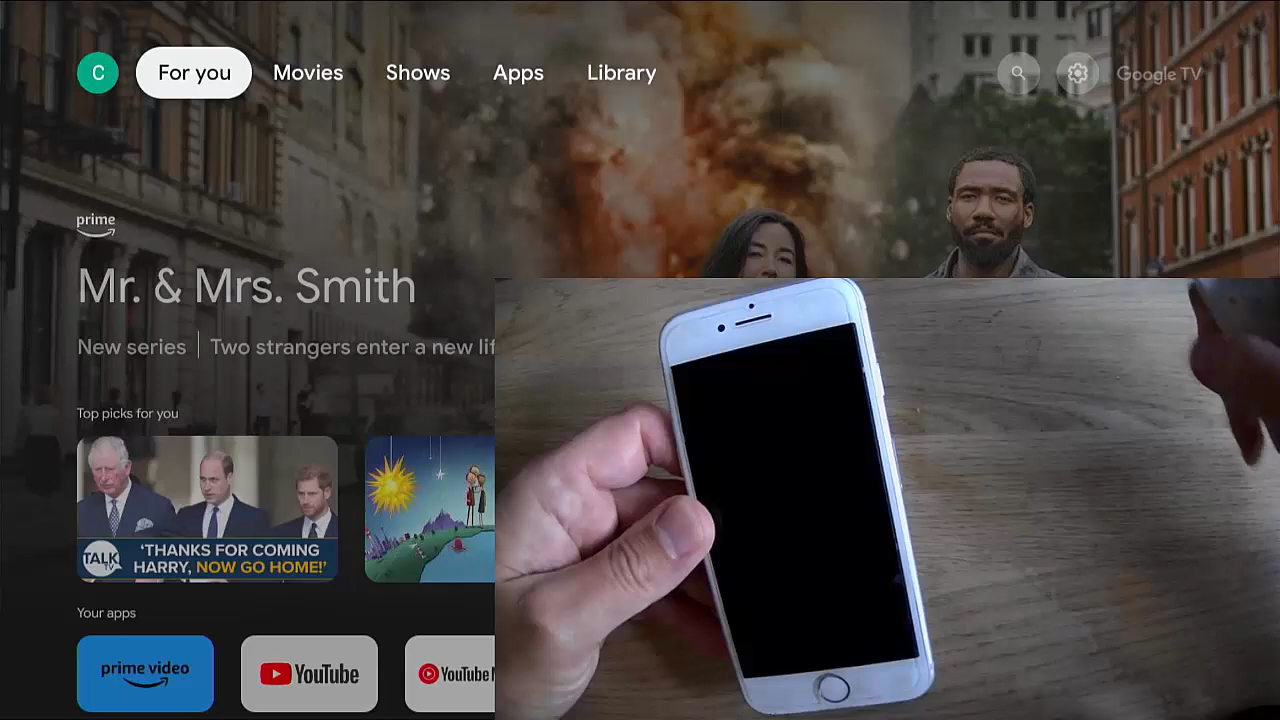 C For you Movies Shows Apps Library Google TV
prime
Mr. & Mrs. Smith
New series Two strangers enter a new lif
Top picks for you
TALK TV 'THANKS FOR COMING
HARRY, NOW GO HOME!'
Your apps
prime video YouTube YouTube